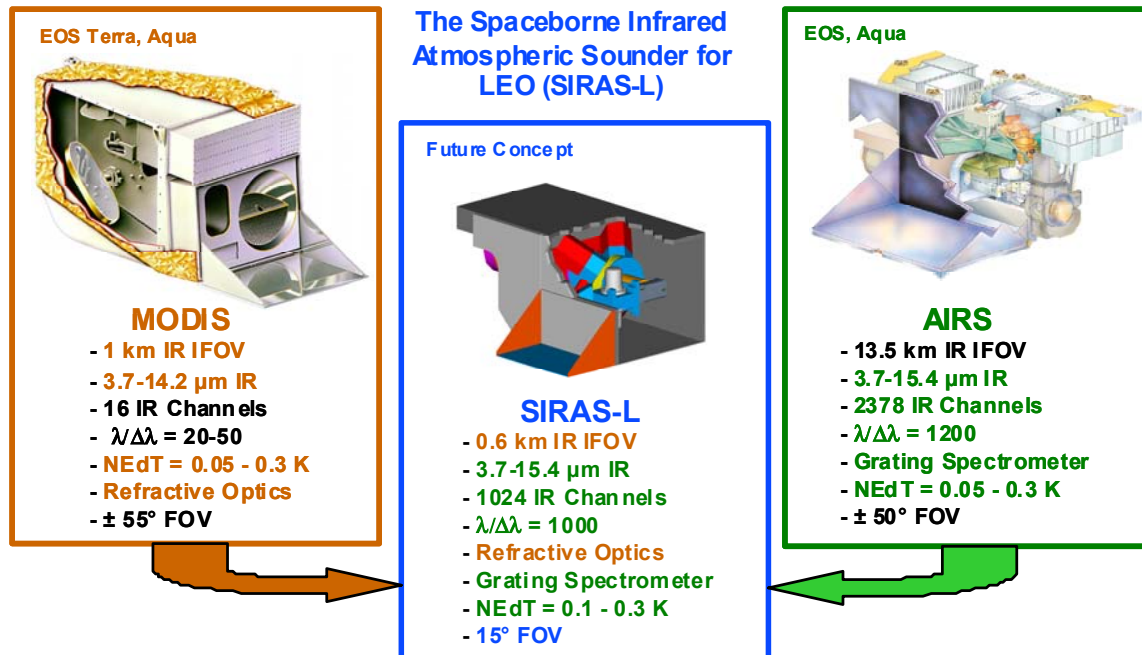 EOS Terra, Aqua
MODIS
- 1 km IR IFOV
- 3.7-14.2 µm IR
- 16 IR Channels
- λ/Δλ = 20-50
- NEdT = 0.05 - 0.3 K
- Refractive Optics
- ± 55° FOV
The Spaceborne Infrared
Atmospheric Sounder for
LEO (SIRAS-L)
Future Concept
SIRAS-L
- 0.6 km IR IFOV
- 3.7-15.4 µm IR
- 1024 IR Channels
- λ/Δλ = 1000
- Refractive Optics
- Grating Spectrometer
- NEdT = 0.1 - 0.3 K
- 15° FOV
EOS, Aqua
AIRS
- 13.5 km IR IFOV
- 3.7-15.4 µm IR
- 2378 IR Channels
- λ/Δλ = 1200
- Grating Spectrometer
- NEdT = 0.05 - 0.3 K
- ± 50° FOV